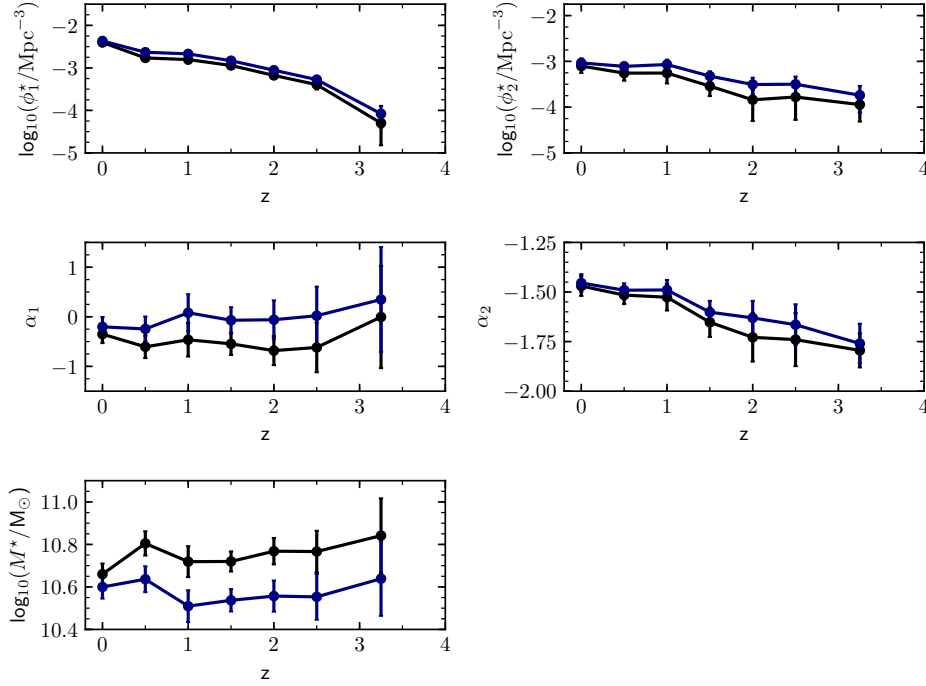 log₁₀(ϕ₁⋆/Mpc⁻³)
−2
−3
−4
−5
0 1 2 3 4
z
log₁₀(ϕ₂⋆/Mpc⁻³)
−2
−3
−4
−5
0 1 2 3 4
z
α₁
1
0
−1
0 1 2 3 4
z
α₂
−1.25
−1.50
−1.75
−2.00
0 1 2 3 4
z
log₁₀(M⋆/M⊙)
11.0
10.8
10.6
10.4
0 1 2 3 4
z